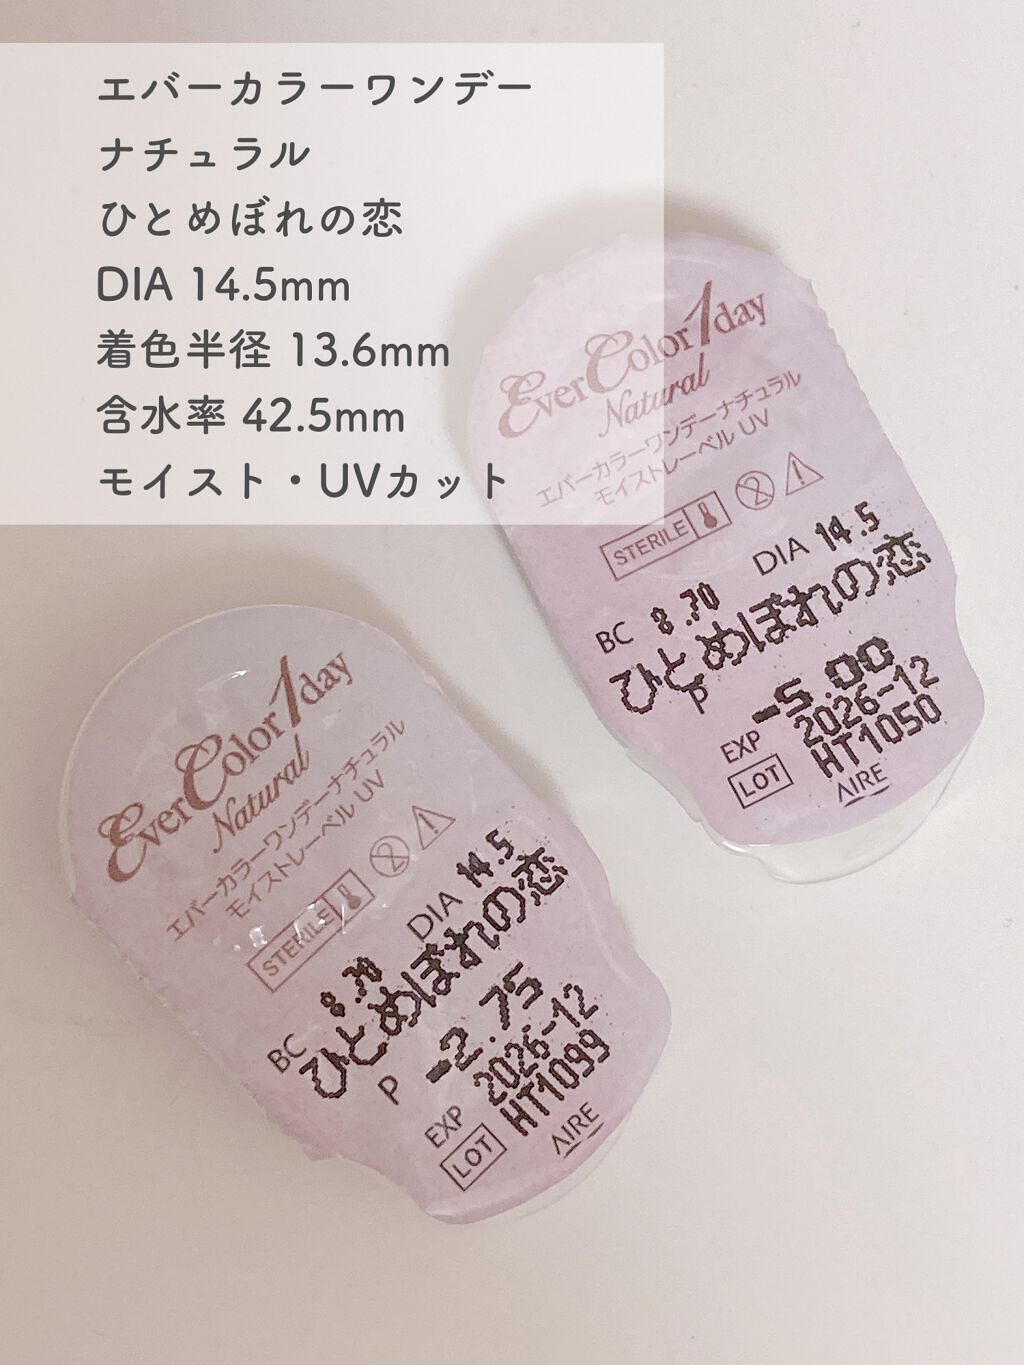 エバーカラーワンデー
ナチュラル
ひとめぼれの恋
DIA 14.5mm
着色半径 13.6mm
含水率 42.5mm
モイスト・UVカット
EverColor1day
Natural
エバーカラーワンデーナチュラル
モイストレーベル UV
STERILE
BC 8.70 DIA 14.5
ひとめぼれの恋
P -5.00
EXP 2026-12
LOT HT1050
AIRE
EverColor1day
Natural
エバーカラーワンデーナチュラル
モイストレーベル UV
STERILE
BC 8.70 DIA 14.5
ひとめぼれの恋
P -2.75
EXP 2026-12
LOT HT1099
AIRE